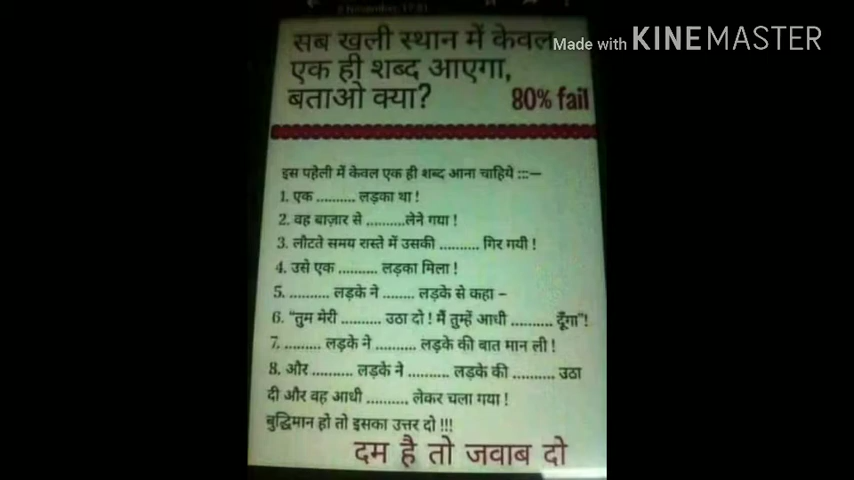 सब खली स्थान में केवल
Made with KINEMASTER
एक ही शब्द आएगा,
बताओ क्या?
80% fail
इस पहेली में केवल एक ही शब्द आना चाहिये :::—
1. एक .......... लड़का था !
2. वह बाज़ार से ..........लेने गया !
3. लौटते समय रास्ते में उसकी .......... गिर गयी !
4. उसे एक .......... लड़का मिला !
5. .......... लड़के ने ........ लड़के से कहा –
6. “तुम मेरी .......... उठा दो ! मैं तुम्हें आधी .......... दूँगा”!
7. ......... लड़के ने .......... लड़के की बात मान ली !
8. और .......... लड़के ने .......... लड़के की .......... उठा
दी और वह आधी .......... लेकर चला गया !
बुद्धिमान हो तो इसका उत्तर दो !!!
दम है तो जवाब दो